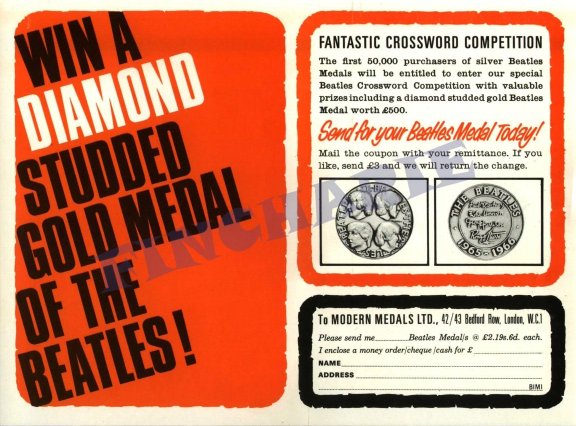 WIN A
DIAMOND
STUDDED
GOLD MEDAL
OF THE
BEATLES!
FANTASTIC CROSSWORD COMPETITION
The first 50,000 purchasers of silver Beatles
Medals will be entitled to enter our special
Beatles Crossword Competition with valuable
prizes including a diamond studded gold Beatles
Medal worth £500.
Send for your Beatles Medal Today!
Mail the coupon with your remittance. If you
like, send £3 and we will return the change.
THE BEATLES
1965-1966
To MODERN MEDALS LTD., 42/43 Bedford Row, London, W.C.1
Please send me Beatles Medal/s @ £2.19s.6d. each.
I enclose a money order/cheque/cash for £
NAME
ADDRESS
BIMI